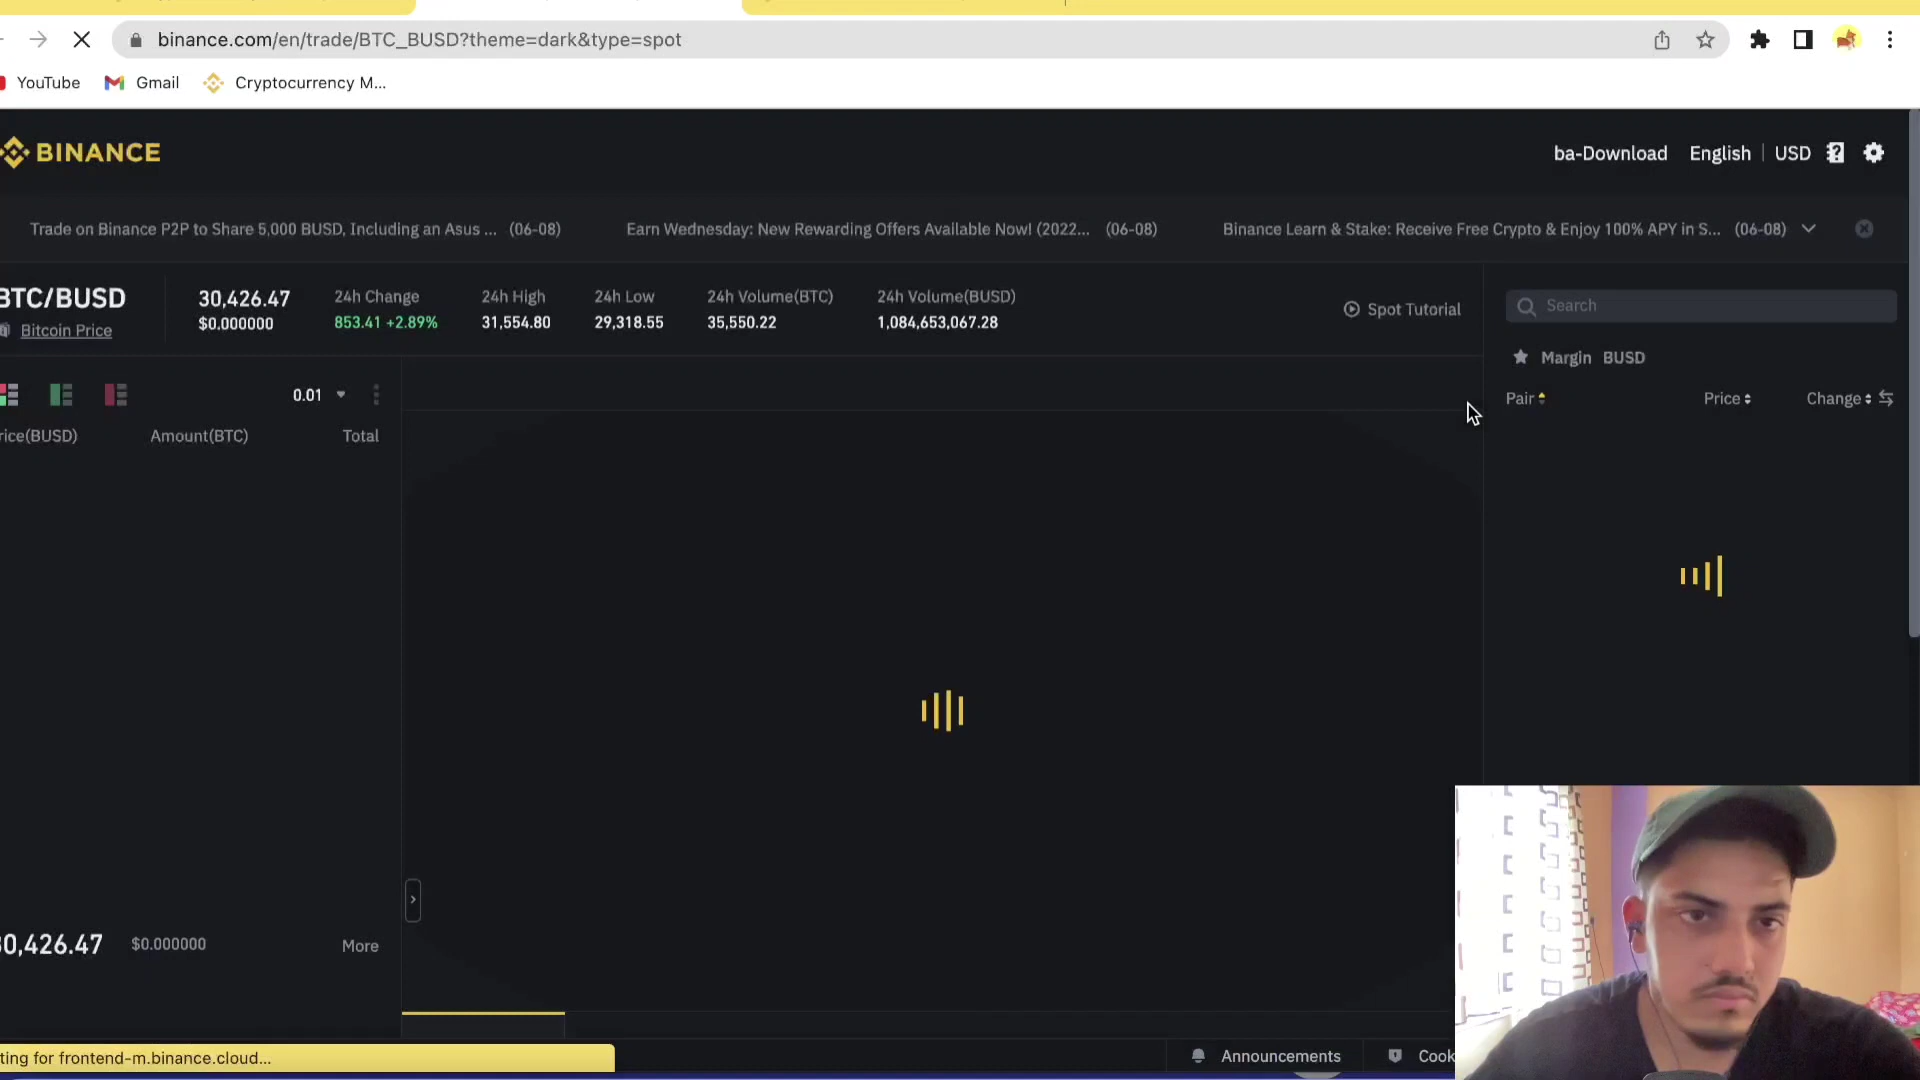 binance.com/en/trade/BTC_BUSD?theme=dark&type=spot
YouTube Gmail Cryptocurrency M...
BINANCE
ba-Download English USD
Trade on Binance P2P to Share 5,000 BUSD, Including an Asus ... (06-08) Earn Wednesday: New Rewarding Offers Available Now! (2022... (06-08) Binance Learn & Stake: Receive Free Crypto & Enjoy 100% APY in S... (06-08)
BTC/BUSD
Bitcoin Price
30,426.47
$0.000000
24h Change
853.41 +2.89%
24h High
31,554.80
24h Low
29,318.55
24h Volume(BTC)
35,550.22
24h Volume(BUSD)
1,084,653,067.28
Spot Tutorial
Search
Margin BUSD
Pair Price Change
0.01
rice(BUSD) Amount(BTC) Total
30,426.47 $0.000000 More
ting for frontend-m.binance.cloud...
Announcements Cook